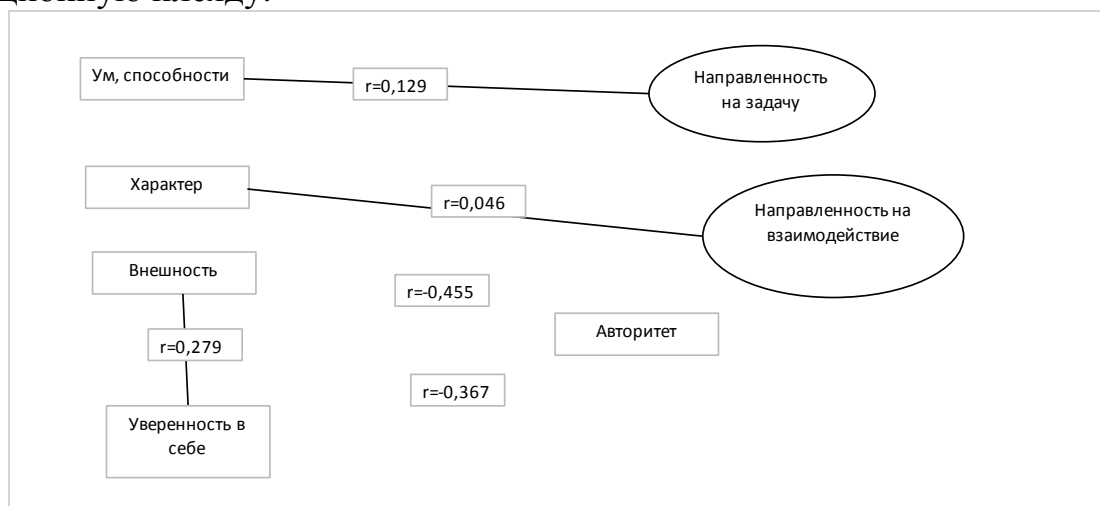 Ум, способности
r=0,129
Направленность
на задачу
Характер
r=0,046
Направленность на
взаимодействие
Внешность
r=-0,455
r=0,279
Авторитет
r=-0,367
Уверенность в
себе